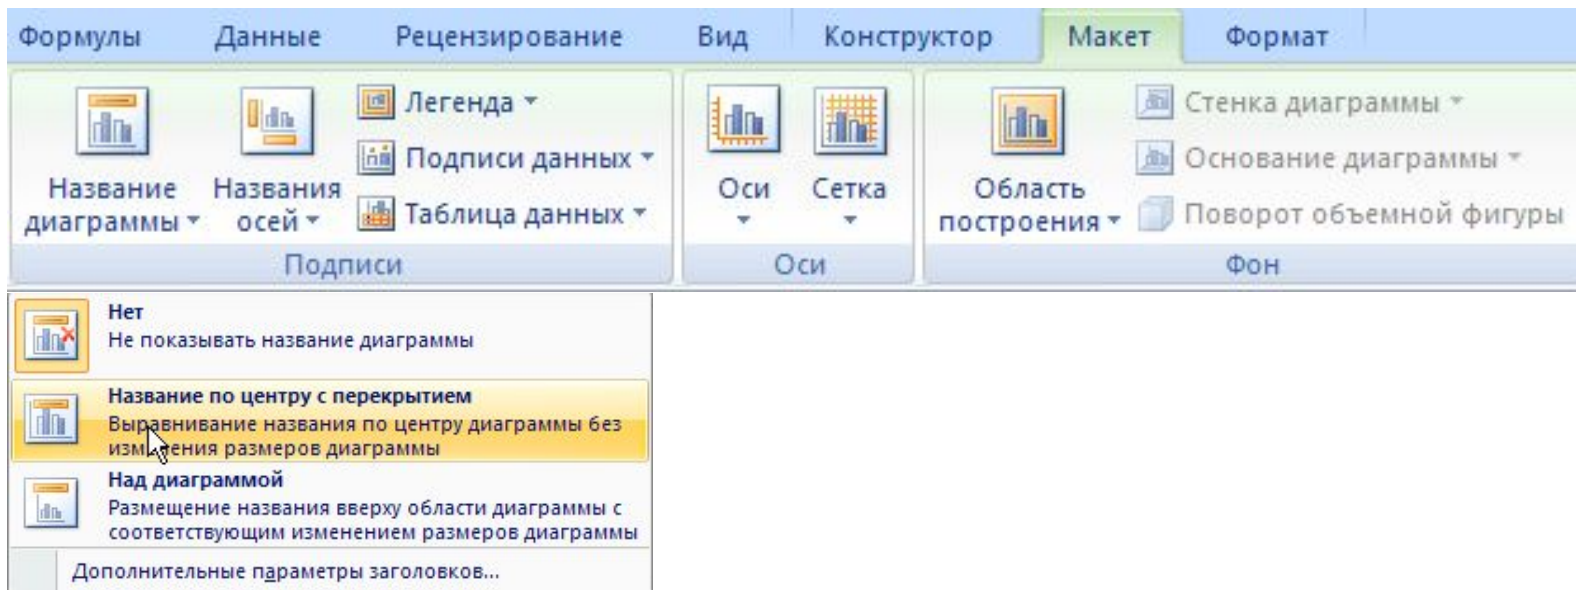 Формулы Данные Рецензирование Вид Конструктор Макет Формат
Название диаграммы
Названия осей
Легенда
Подписи данных
Таблица данных
Подписи
Оси
Сетка
Оси
Область построения
Стенка диаграммы
Основание диаграммы
Поворот объемной фигуры
Фон
Нет
Не показывать название диаграммы
Название по центру с перекрытием
Выравнивание названия по центру диаграммы без
изменения размеров диаграммы
Над диаграммой
Размещение названия вверху области диаграммы с
соответствующим изменением размеров диаграммы
Дополнительные параметры заголовков...